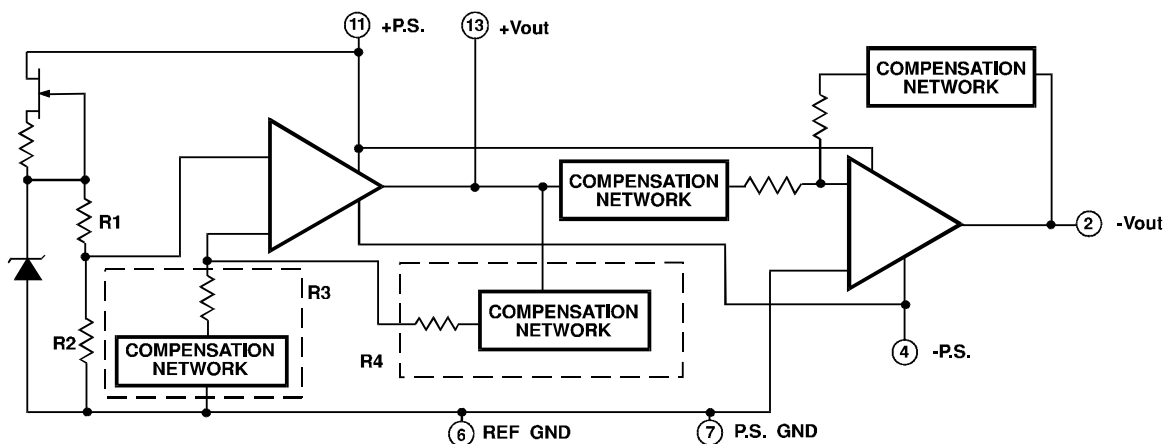 11 +P.S.
13 +Vout
COMPENSATION
NETWORK
R1
COMPENSATION
NETWORK
2 -Vout
R3
COMPENSATION
NETWORK
R2
COMPENSATION
NETWORK
R4
4 -P.S.
6 REF GND
7 P.S. GND